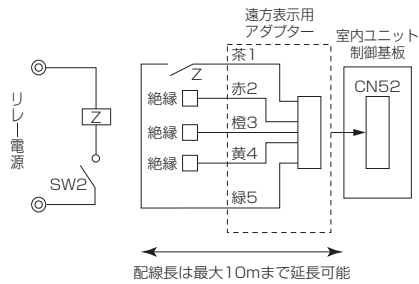 遠方表示用
アダプター
室内ユニット
制御基板
茶1
Z
CN52
赤2
絶縁
橙3
絶縁
黄4
絶縁
緑5
リレー電源
Z
SW2
配線長は最大10mまで延長可能